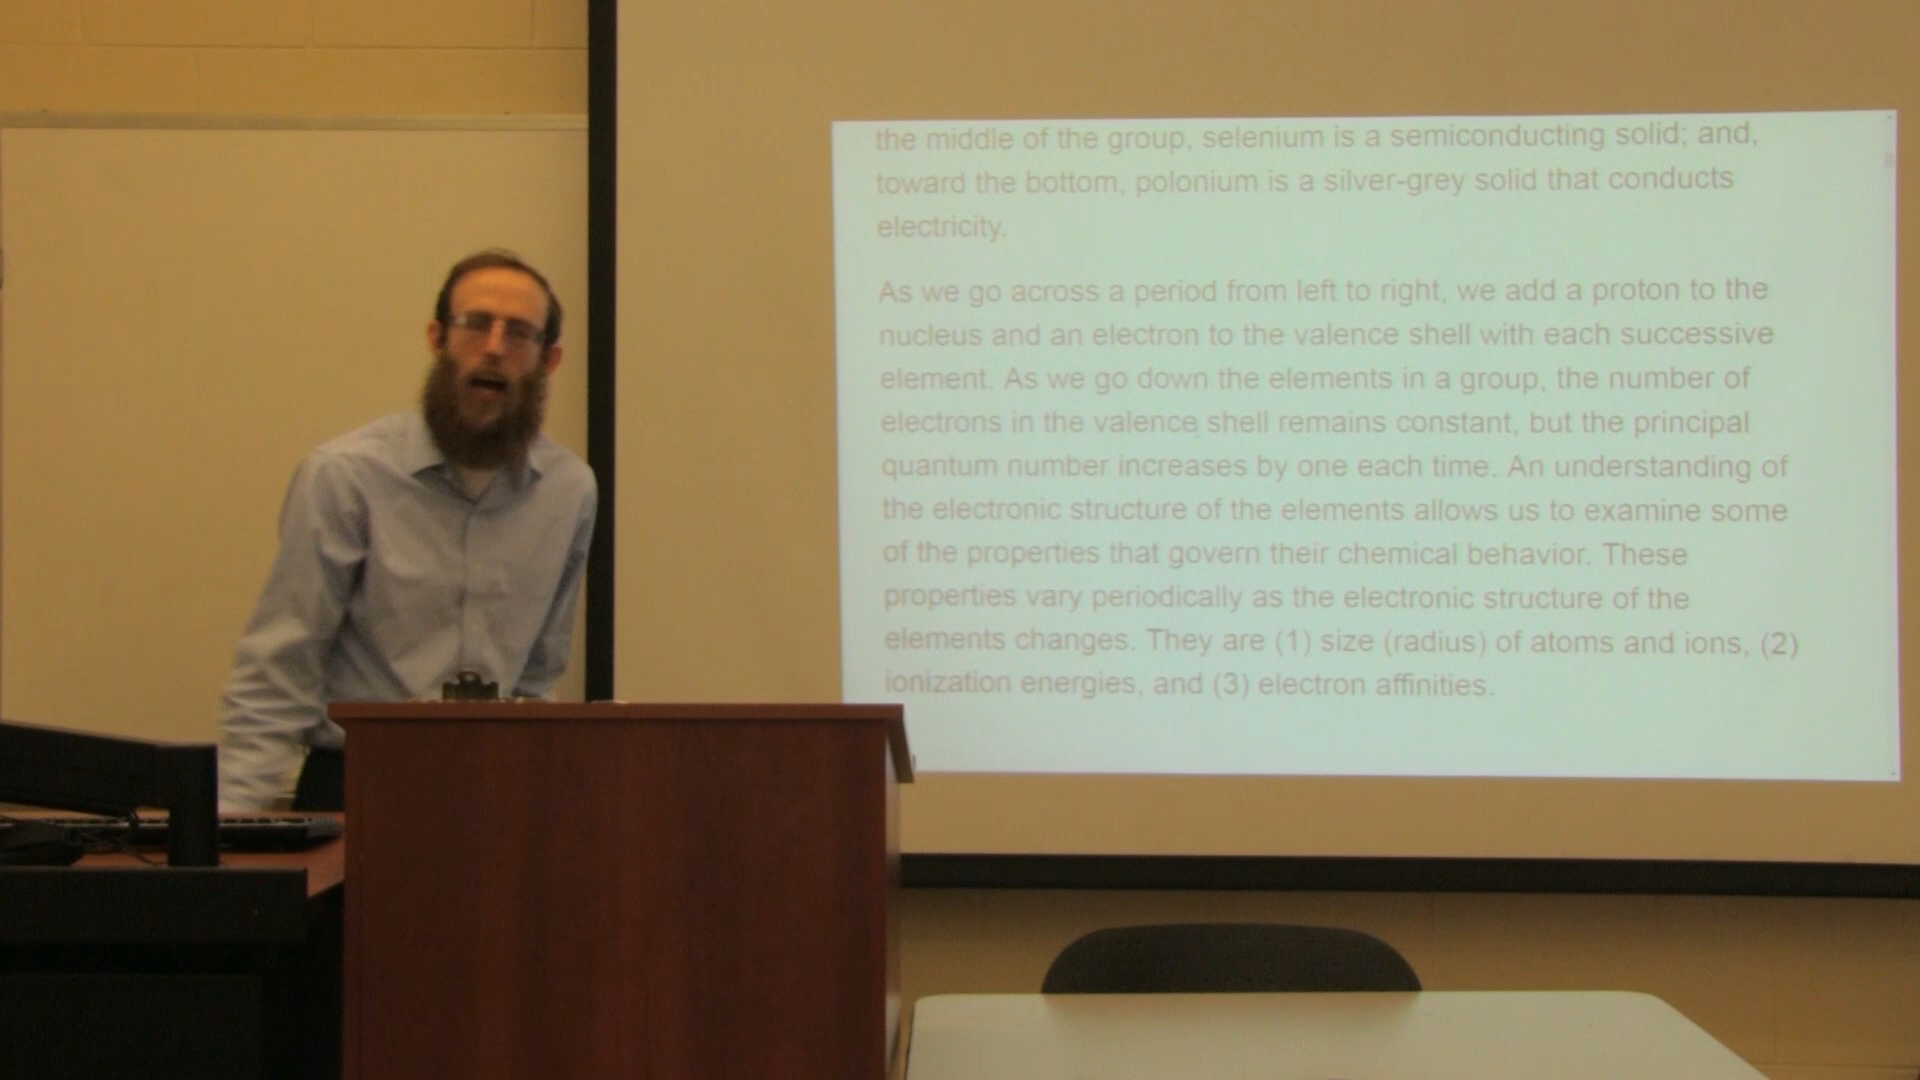 the middle of the group, selenium is a semiconducting solid; and,
toward the bottom, polonium is a silver-grey solid that conducts
electricity.
As we go across a period from left to right, we add a proton to the
nucleus and an electron to the valence shell with each successive
element. As we go down the elements in a group, the number of
electrons in the valence shell remains constant, but the principal
quantum number increases by one each time. An understanding of
the electronic structure of the elements allows us to examine some
of the properties that govern their chemical behavior. These
properties vary periodically as the electronic structure of the
elements changes. They are (1) size (radius) of atoms and ions, (2)
ionization energies, and (3) electron affinities.